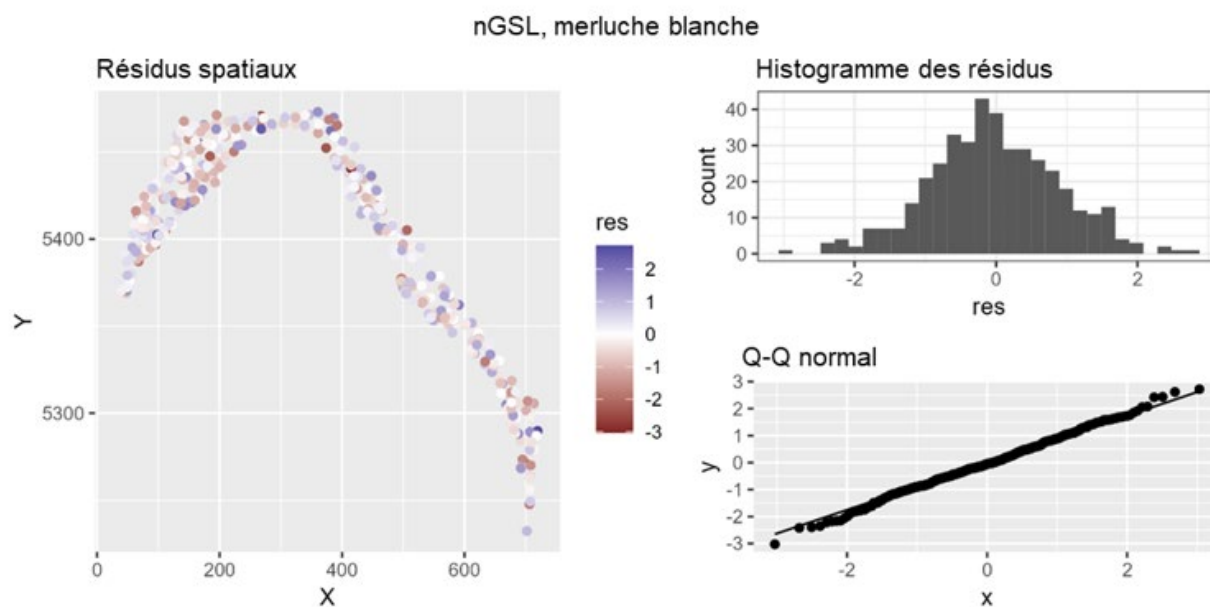 nGSL, merluche blanche
Résidus spatiaux
Y
5400
5300
0
200
400
600
X
res
2
1
0
-1
-2
-3
Histogramme des résidus
count
40
30
20
10
0
-2
0
2
res
Q-Q normal
y
3
2
1
0
-1
-2
-3
-2
0
2
x